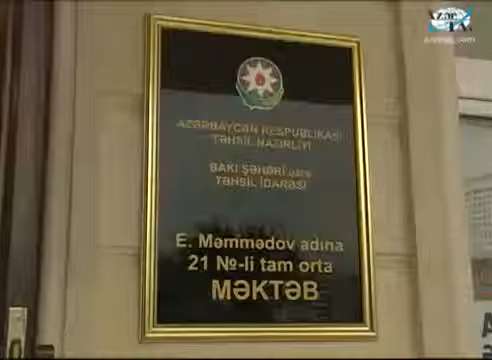 AZƏRBAYCAN RESPUBLİKASI
TƏHSİL NAZİRLİYİ
BAKI ŞƏHƏRİ üzrə
TƏHSİL İDARƏSİ
E. Məmmədov adına
21 №-li tam orta
MƏKTƏB